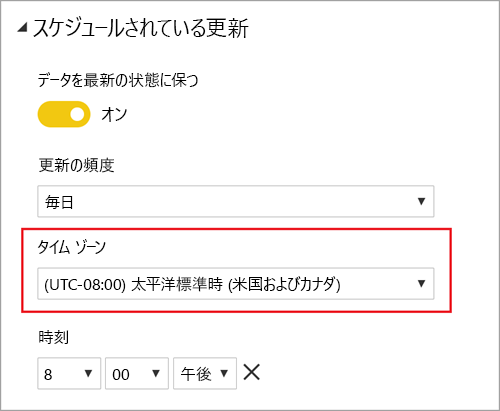 スケジュールされている更新
データを最新の状態に保つ
オン
更新の頻度
毎日
タイム ゾーン
(UTC-08:00) 太平洋標準時 (米国およびカナダ)
時刻
8 00 午後